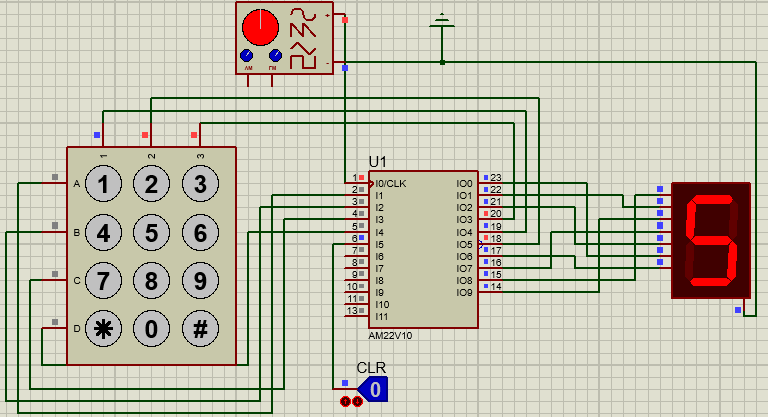 +
-
AM FM
1 2 3
A 1 2 3
B 4 5 6
C 7 8 9
D * 0 #
U1
1 I0/CLK IO0 23
2 I1 IO1 22
3 I2 IO2 21
4 I3 IO3 20
5 I4 IO4 19
6 I5 IO5 18
7 I6 IO6 17
8 I7 IO7 16
9 I8 IO8 15
10 I9 IO9 14
11 I10
13 I11
AM22V10
CLR
0
5